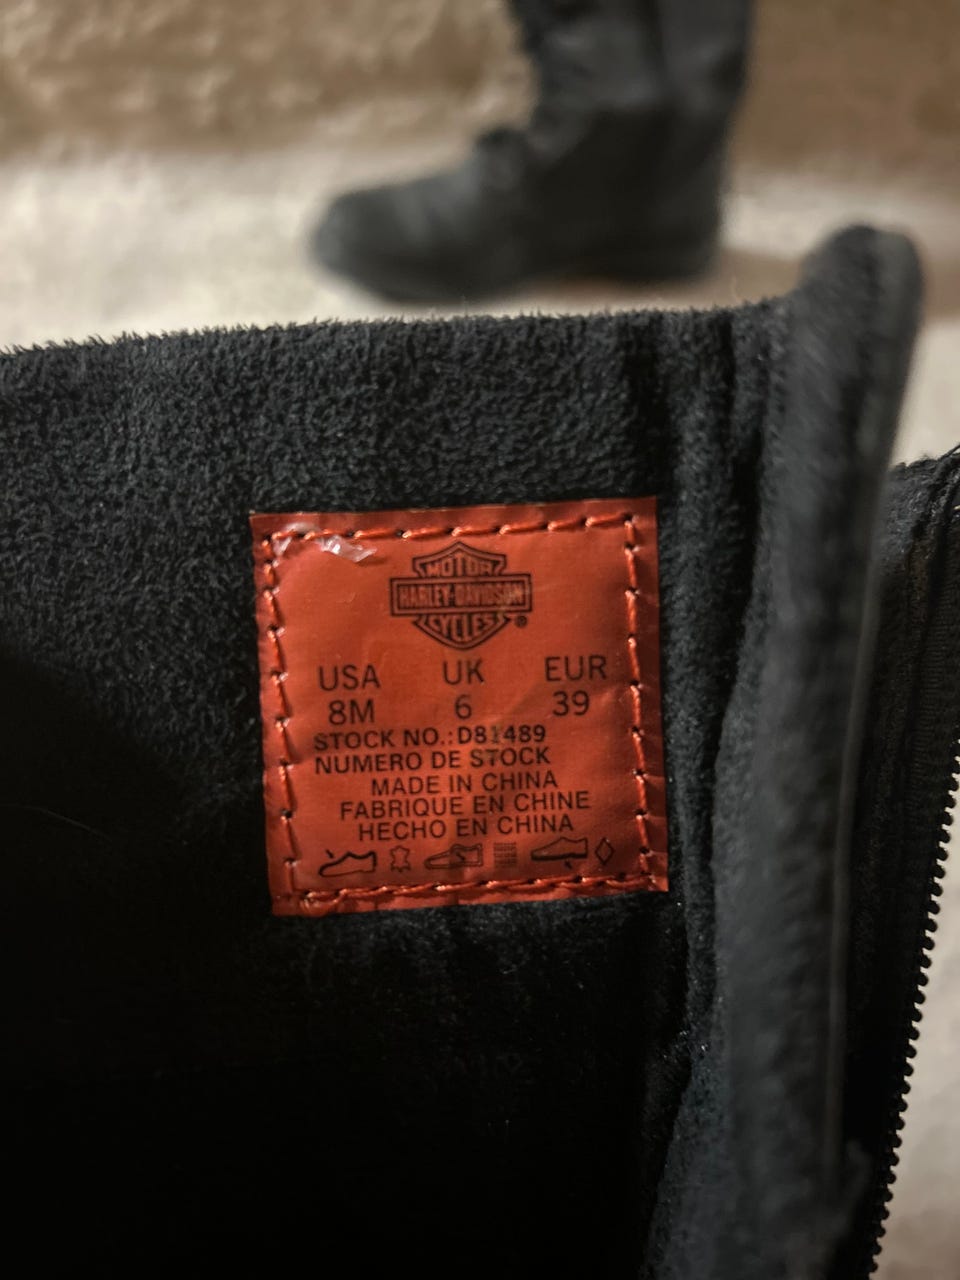 MOTOR
HARLEY-DAVIDSON
CYCLES®
USA UK EUR
8M 6 39
STOCK NO.:D81489
NUMERO DE STOCK
MADE IN CHINA
FABRIQUE EN CHINE
HECHO EN CHINA